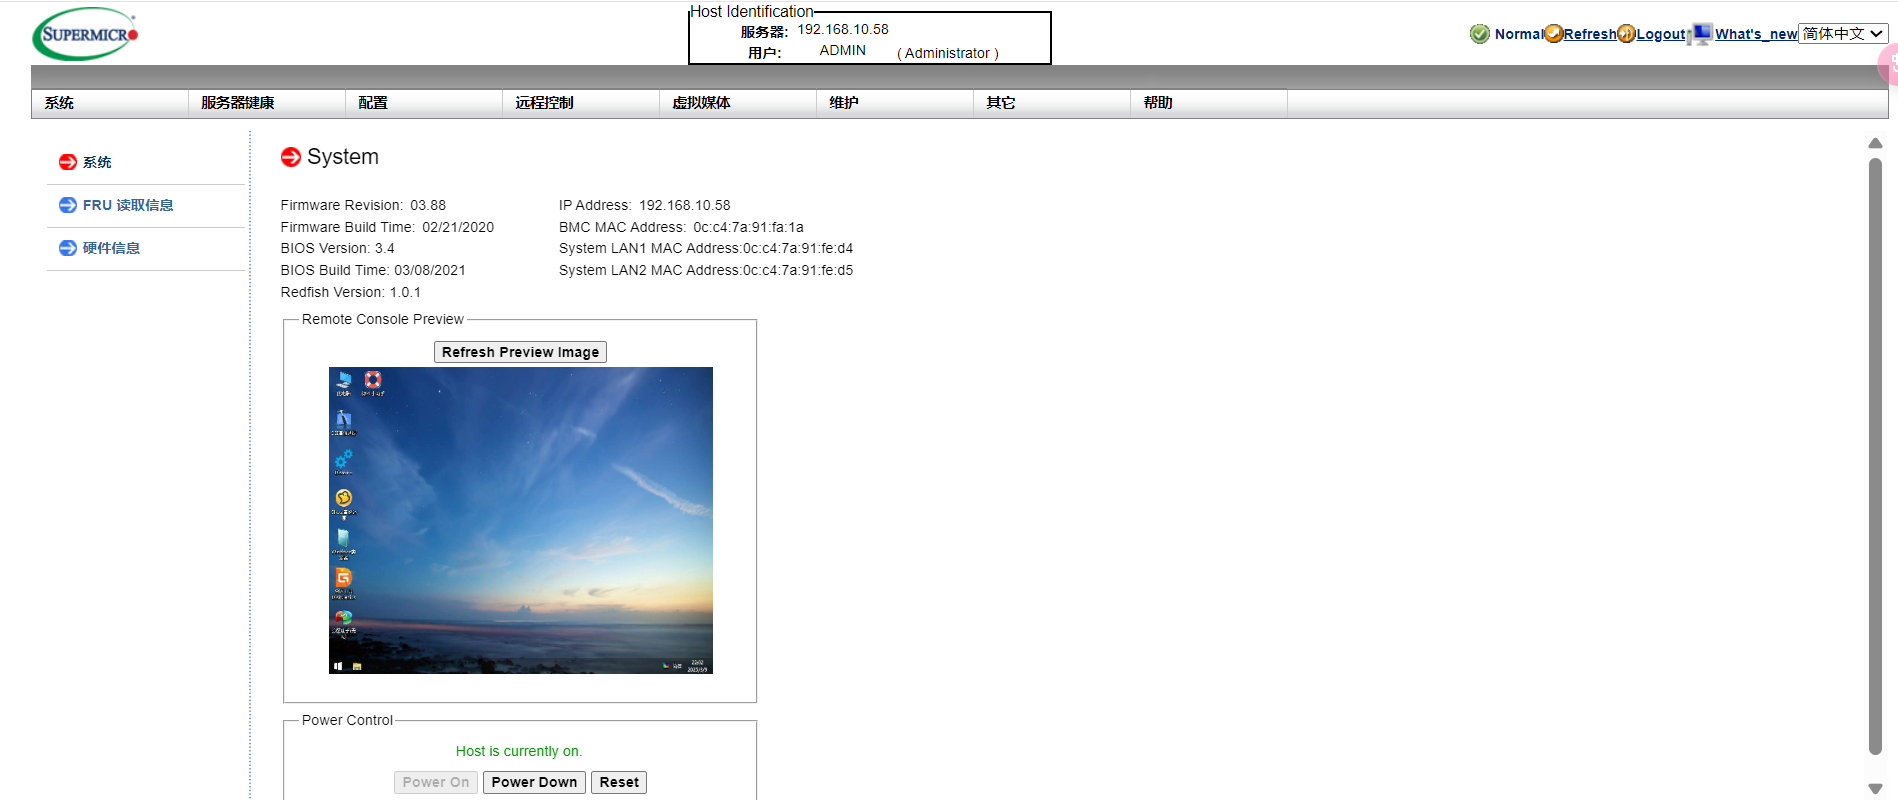 SUPERMICRO
Host Identification
服务器: 192.168.10.58
用户: ADMIN ( Administrator )
Normal Refresh Logout What's_new 简体中文
系统 服务器健康 配置 远程控制 虚拟媒体 维护 其它 帮助
系统
FRU 读取信息
硬件信息
System
Firmware Revision: 03.88
Firmware Build Time: 02/21/2020
BIOS Version: 3.4
BIOS Build Time: 03/08/2021
Redfish Version: 1.0.1
IP Address: 192.168.10.58
BMC MAC Address: 0c:c4:7a:91:fa:1a
System LAN1 MAC Address:0c:c4:7a:91:fe:d4
System LAN2 MAC Address:0c:c4:7a:91:fe:d5
Remote Console Preview
Refresh Preview Image
22:02
2025/3/9
Power Control
Host is currently on.
Power On Power Down Reset